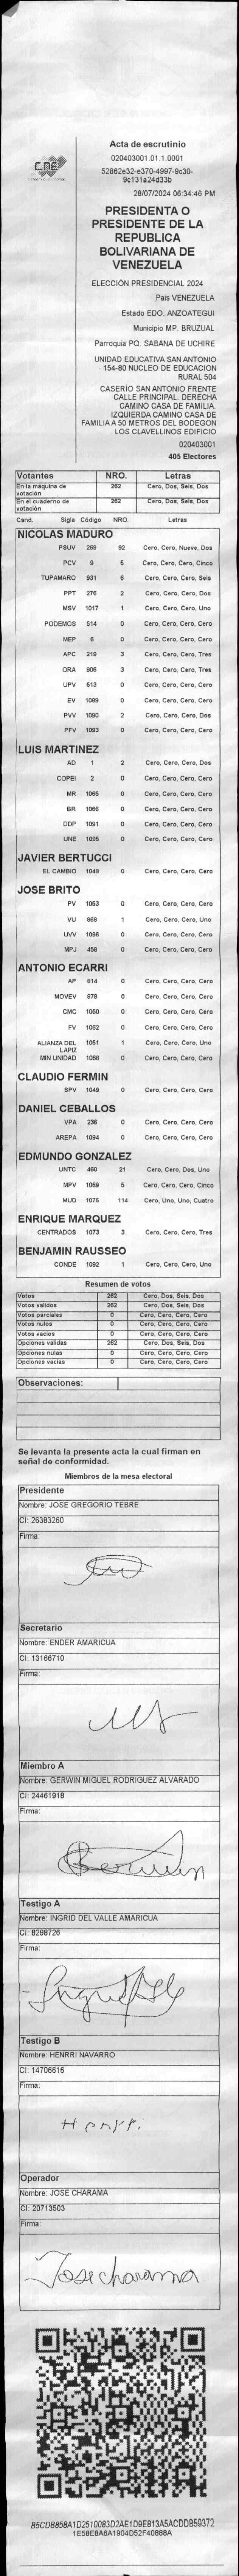 CNE
Acta de escrutinio
020403001.01.1.0001
52862e32-e370-4997-9c30-
9c131a24d33b
28/07/2024 06:34:46 PM
PRESIDENTA O
PRESIDENTE DE LA
REPUBLICA
BOLIVARIANA DE
VENEZUELA
ELECCIÓN PRESIDENCIAL 2024
Pais VENEZUELA
Estado EDO. ANZOATEGUI
Municipio MP. BRUZUAL
Parroquia PQ. SABANA DE UCHIRE
UNIDAD EDUCATIVA SAN ANTONIO
- 154-80 NUCLEO DE EDUCACION
RURAL 504
CASERÍO SAN ANTONIO FRENTE
CALLE PRINCIPAL. DERECHA
CAMINO CASA DE FAMILIA.
IZQUIERDA CAMINO CASA DE
FAMILIA A 50 METROS DEL BODEGON
LOS CLAVELLINOS EDIFICIO
020403001
405 Electores
Votantes NRO. Letras
En la máquina de votación 262 Cero, Dos, Seis, Dos
En el cuaderno de votación 262 Cero, Dos, Seis, Dos
Cand. Sigla Código NRO. Letras
NICOLAS MADURO
PSUV 269 92 Cero, Cero, Nueve, Dos
PCV 9 5 Cero, Cero, Cero, Cinco
TUPAMARO 931 6 Cero, Cero, Cero, Seis
PPT 276 2 Cero, Cero, Cero, Dos
MSV 1017 1 Cero, Cero, Cero, Uno
PODEMOS 514 0 Cero, Cero, Cero, Cero
MEP 6 0 Cero, Cero, Cero, Cero
APC 219 3 Cero, Cero, Cero, Tres
ORA 906 3 Cero, Cero, Cero, Tres
UPV 513 0 Cero, Cero, Cero, Cero
EV 1089 0 Cero, Cero, Cero, Cero
PVV 1090 2 Cero, Cero, Cero, Dos
PFV 1093 0 Cero, Cero, Cero, Cero
LUIS MARTINEZ
AD 1 2 Cero, Cero, Cero, Dos
COPEI 2 0 Cero, Cero, Cero, Cero
MR 1065 0 Cero, Cero, Cero, Cero
BR 1066 0 Cero, Cero, Cero, Cero
DDP 1091 0 Cero, Cero, Cero, Cero
UNE 1095 0 Cero, Cero, Cero, Cero
JAVIER BERTUCCI
EL CAMBIO 1048 0 Cero, Cero, Cero, Cero
JOSE BRITO
PV 1053 0 Cero, Cero, Cero, Cero
VU 868 1 Cero, Cero, Cero, Uno
UVV 1096 0 Cero, Cero, Cero, Cero
MPJ 458 0 Cero, Cero, Cero, Cero
ANTONIO ECARRI
AP 614 0 Cero, Cero, Cero, Cero
MOVEV 878 0 Cero, Cero, Cero, Cero
CMC 1050 0 Cero, Cero, Cero, Cero
FV 1062 0 Cero, Cero, Cero, Cero
ALIANZA DEL LAPIZ 1051 1 Cero, Cero, Cero, Uno
MIN UNIDAD 1068 0 Cero, Cero, Cero, Cero
CLAUDIO FERMIN
SPV 1049 0 Cero, Cero, Cero, Cero
DANIEL CEBALLOS
VPA 236 0 Cero, Cero, Cero, Cero
AREPA 1094 0 Cero, Cero, Cero, Cero
EDMUNDO GONZALEZ
UNTC 460 21 Cero, Cero, Dos, Uno
MPV 1069 5 Cero, Cero, Cero, Cinco
MUD 1075 114 Cero, Uno, Uno, Cuatro
ENRIQUE MARQUEZ
CENTRADOS 1073 3 Cero, Cero, Cero, Tres
BENJAMIN RAUSSEO
CONDE 1092 1 Cero, Cero, Cero, Uno
Resumen de votos
Votos 262 Cero, Dos, Seis, Dos
Votos validos 262 Cero, Dos, Seis, Dos
Votos parciales 0 Cero, Cero, Cero, Cero
Votos nulos 0 Cero, Cero, Cero, Cero
Votos vacíos 0 Cero, Cero, Cero, Cero
Opciones validas 262 Cero, Dos, Seis, Dos
Opciones nulas 0 Cero, Cero, Cero, Cero
Opciones vacias 0 Cero, Cero, Cero, Cero
Observaciones:
Se levanta la presente acta la cual firman en
señal de conformidad.
Miembros de la mesa electoral
Presidente
Nombre: JOSE GREGORIO TEBRE
CI: 26383260
Firma:
Secretario
Nombre: ENDER AMARICUA
CI: 13166710
Firma:
Miembro A
Nombre: GERWIN MIGUEL RODRIGUEZ ALVARADO
CI: 24461918
Firma:
Testigo A
Nombre: INGRID DEL VALLE AMARICUA
CI: 8298726
Firma:
Testigo B
Nombre: HENRRI NAVARRO
CI: 14706616
Firma:
Henrri
Operador
Nombre: JOSE CHARAMA
CI: 20713503
Firma:
Jose charama
B5CDB858A1D2510083D2AE1D9E813A5ACDDB59372
1E58E8A6A1904D52F40888A